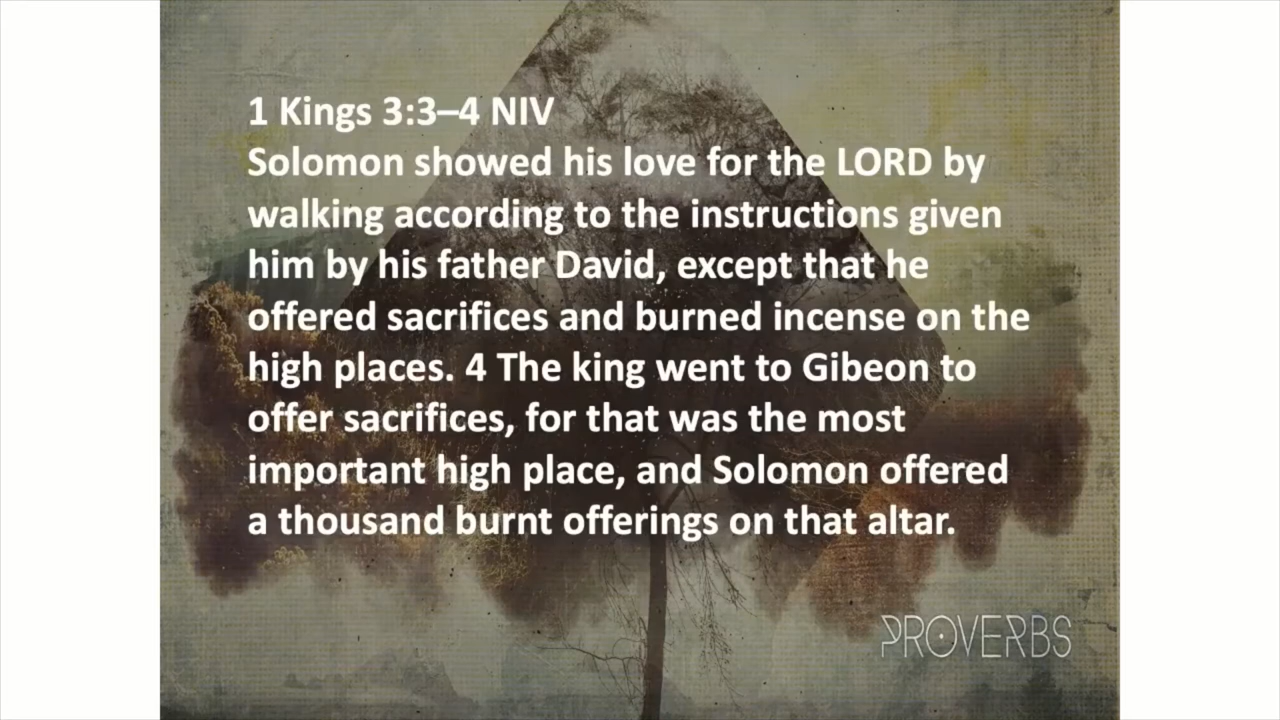 1 Kings 3:3–4 NIV
Solomon showed his love for the LORD by
walking according to the instructions given
him by his father David, except that he
offered sacrifices and burned incense on the
high places. 4 The king went to Gibeon to
offer sacrifices, for that was the most
important high place, and Solomon offered
a thousand burnt offerings on that altar.
PROVERBS